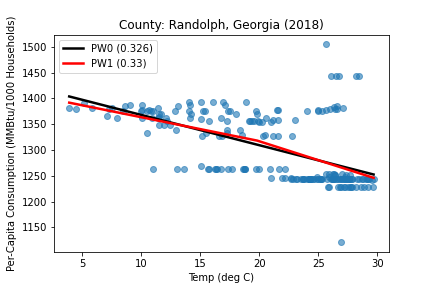 County: Randolph, Georgia (2018)
PW0 (0.326)
PW1 (0.33)
Per-Capita Consumption (MMBtu/1000 Households)
1500
1450
1400
1350
1300
1250
1200
1150
5 10 15 20 25 30
Temp (deg C)